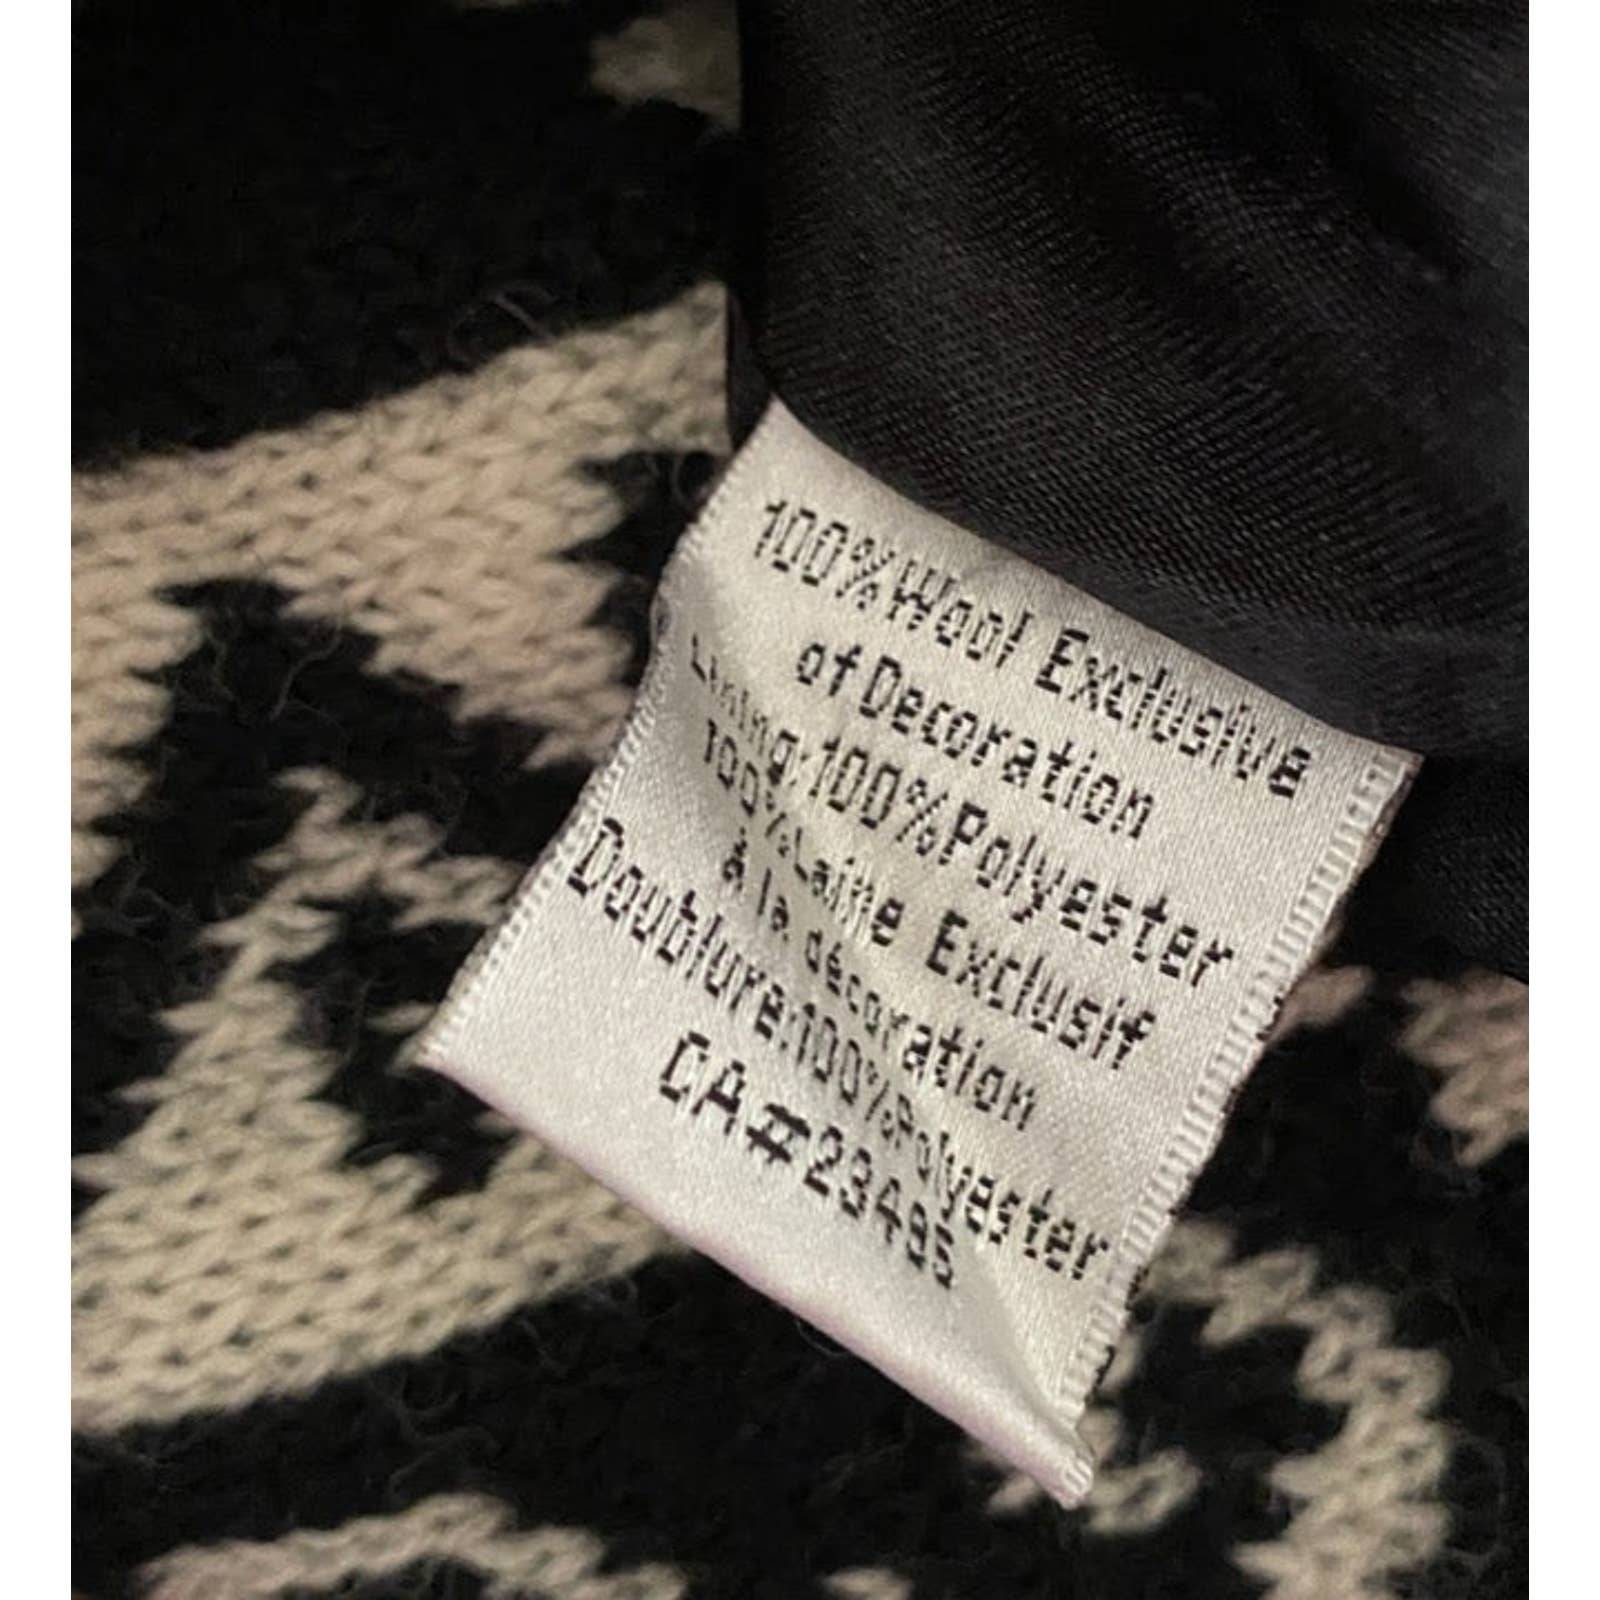 100%Wool Exclusive
of Decoration
Lining:100%Polyester
100%Laine Exclusif
à la décoration
Doublure:100%Polyester
CA#23495